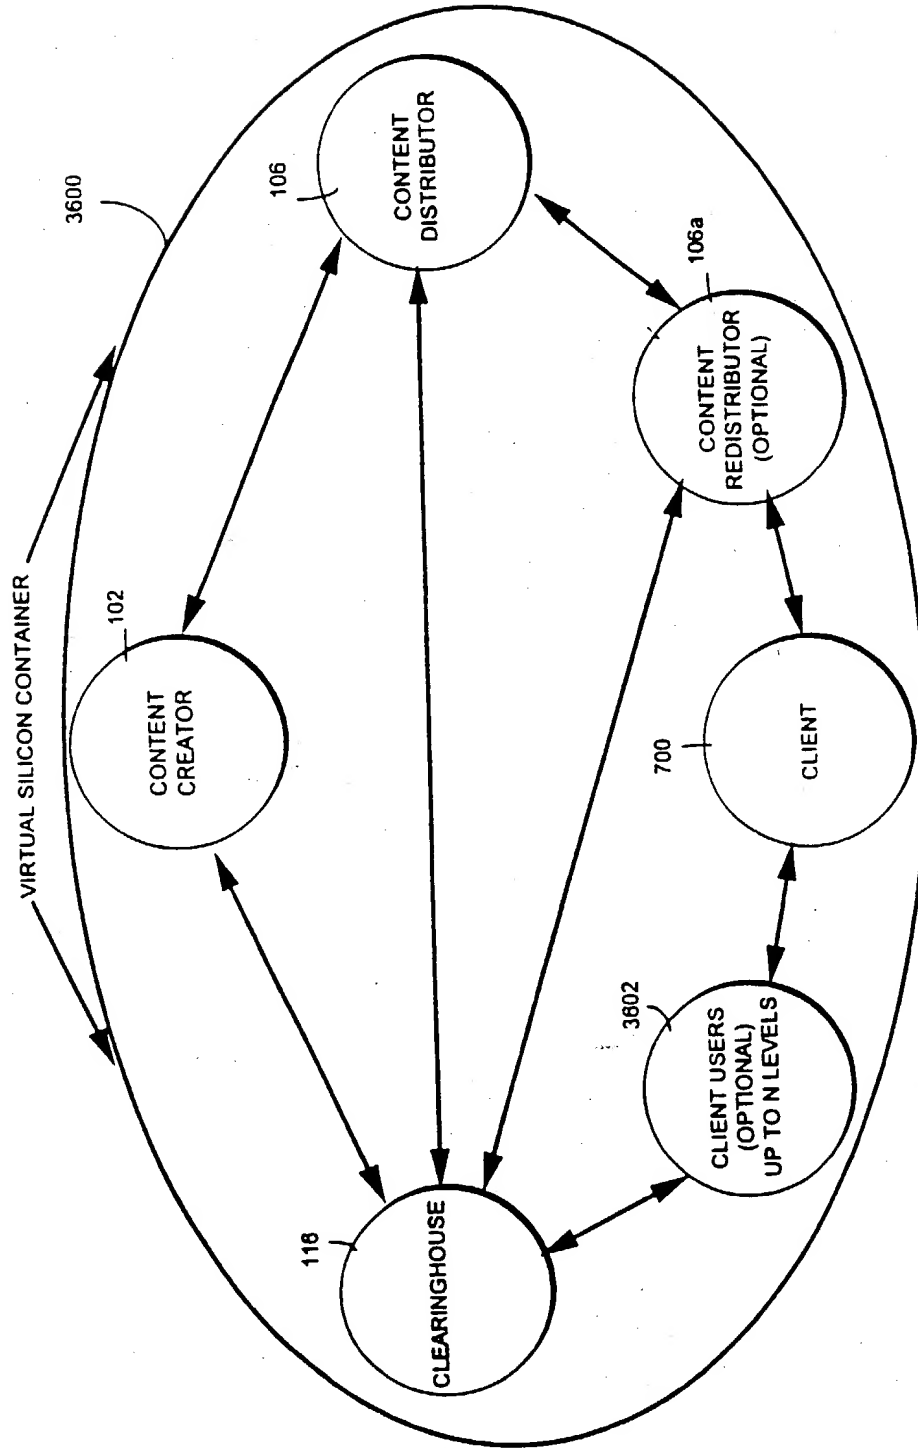 VIRTUAL SILICON CONTAINER
3600
102
CONTENT
CREATOR
106
CONTENT
DISTRIBUTOR
118
CLEARINGHOUSE
106a
CONTENT
REDISTRIBUTOR
(OPTIONAL)
3602
CLIENT USERS
(OPTIONAL)
UP TO N LEVELS
700
CLIENT